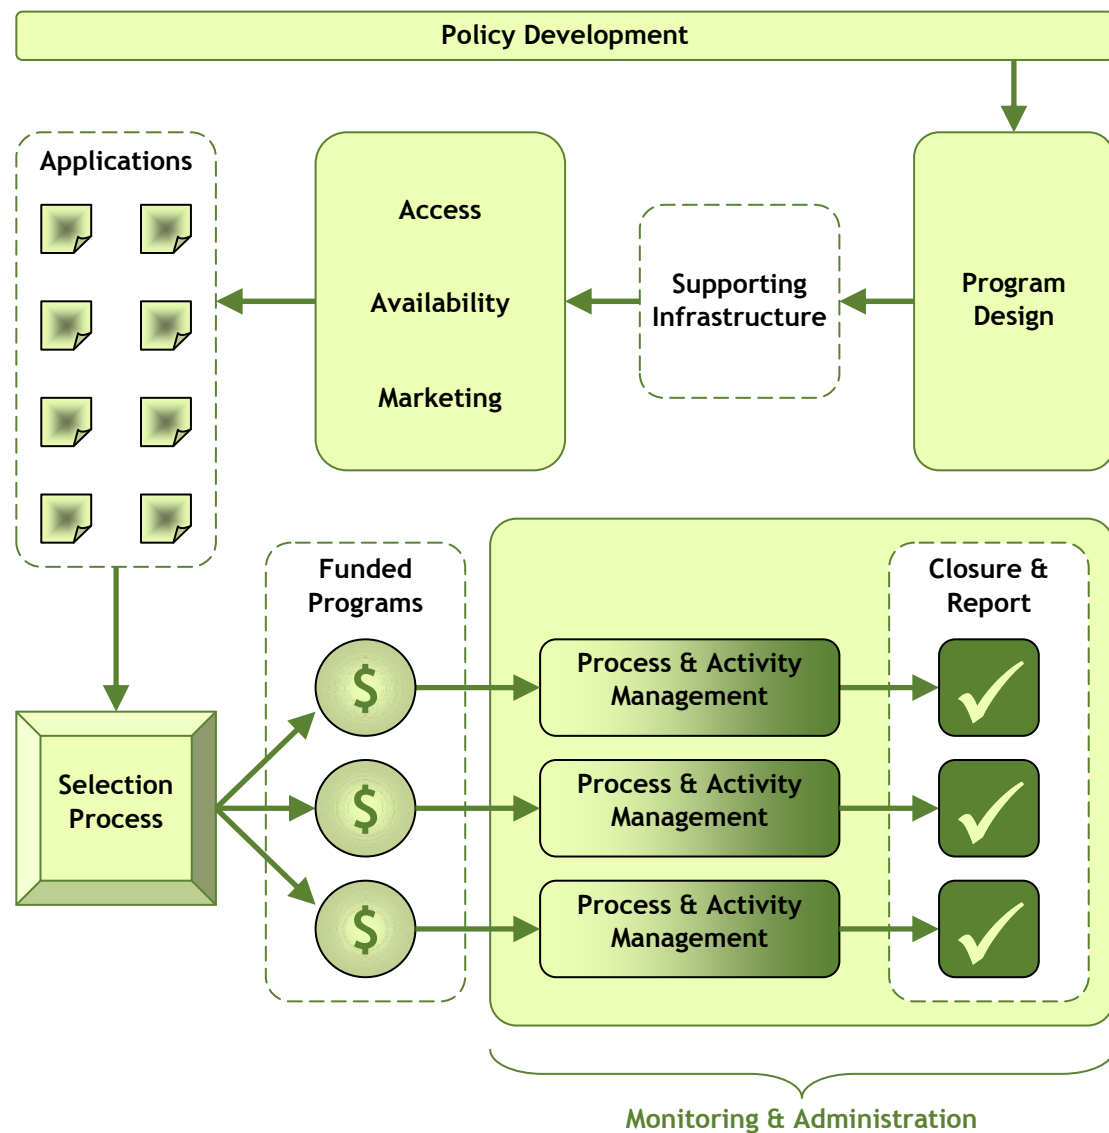 Policy Development
Applications
Access
Availability
Marketing
Supporting
Infrastructure
Program
Design
Selection
Process
Funded
Programs
$
$
$
Process & Activity
Management
Process & Activity
Management
Process & Activity
Management
Closure &
Report
Monitoring & Administration